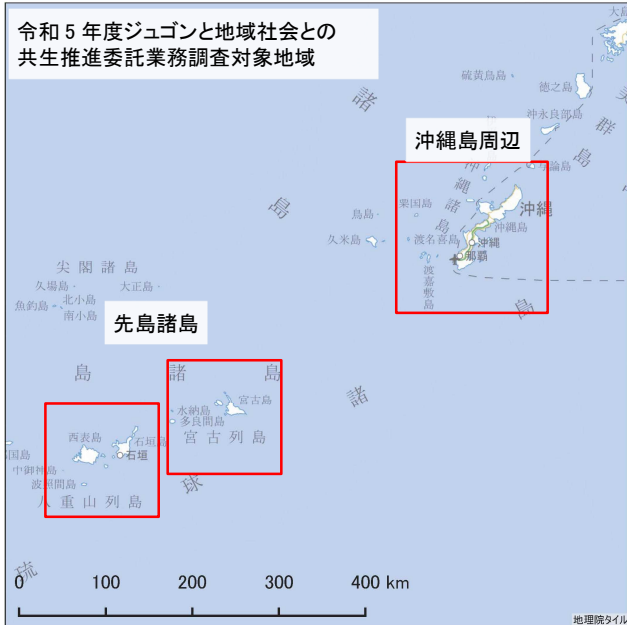 令和5年度ジュゴンと地域社会との
共生推進委託業務調査対象地域
大島
硫黄鳥島
徳之島
諸
沖永良部島
群
島
沖縄島周辺
与論島
島
沖縄諸島
粟国島
沖縄
鳥島
沖縄島
久米島
渡名喜島
沖縄
那覇
渡嘉敷島
尖閣諸島
久場島
大正島
北小島
魚釣島
南小島
島
先島諸島
島
諸
島
諸
宮古島
水納島
多良間島
宮古列島
西表島
石垣島
石垣
中御神島
波照間島
八重山列島
球
琉
0 100 200 300 400 km
地理院タイル